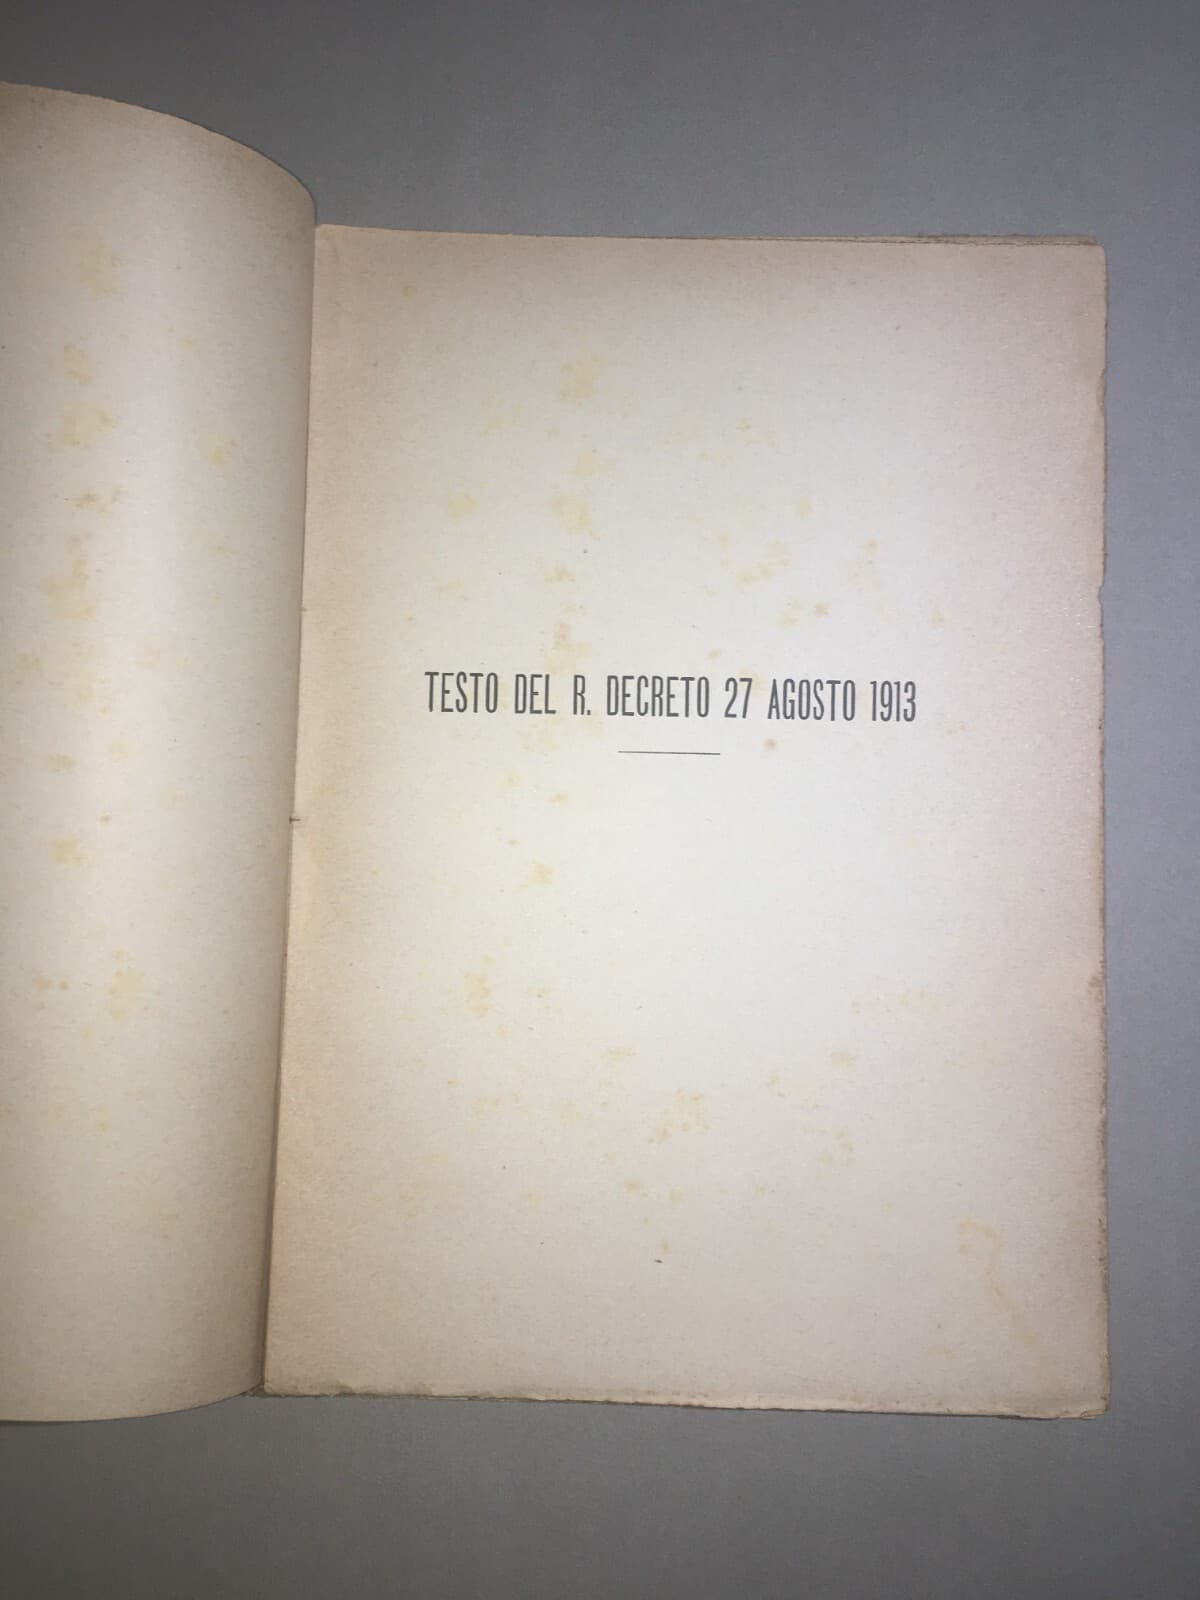 TESTO DEL R. DECRETO 27 AGOSTO 1913